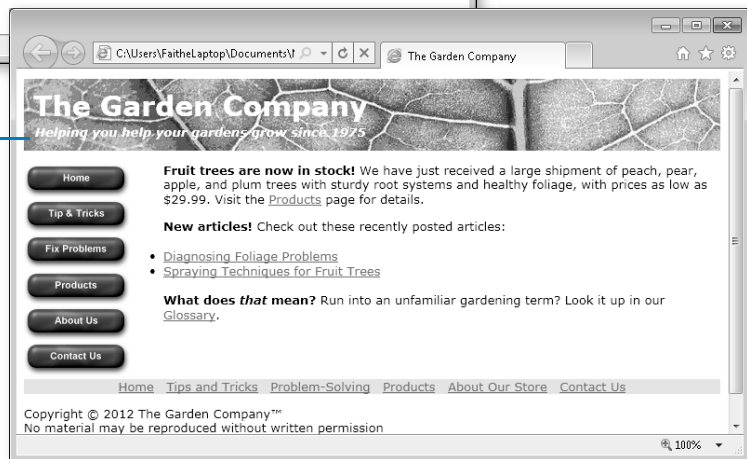 C:\Users\FaitheLaptop\Documents\
The Garden Company
The Garden Company
Helping you help your gardens grow since 1975
Home
Tip & Tricks
Fix Problems
Products
About Us
Contact Us
Fruit trees are now in stock! We have just received a large shipment of peach, pear,
apple, and plum trees with sturdy root systems and healthy foliage, with prices as low as
$29.99. Visit the Products page for details.
New articles! Check out these recently posted articles:
• Diagnosing Foliage Problems
• Spraying Techniques for Fruit Trees
What does that mean? Run into an unfamiliar gardening term? Look it up in our
Glossary.
Home Tips and Tricks Problem-Solving Products About Our Store Contact Us
Copyright © 2012 The Garden Company™
No material may be reproduced without written permission
100%